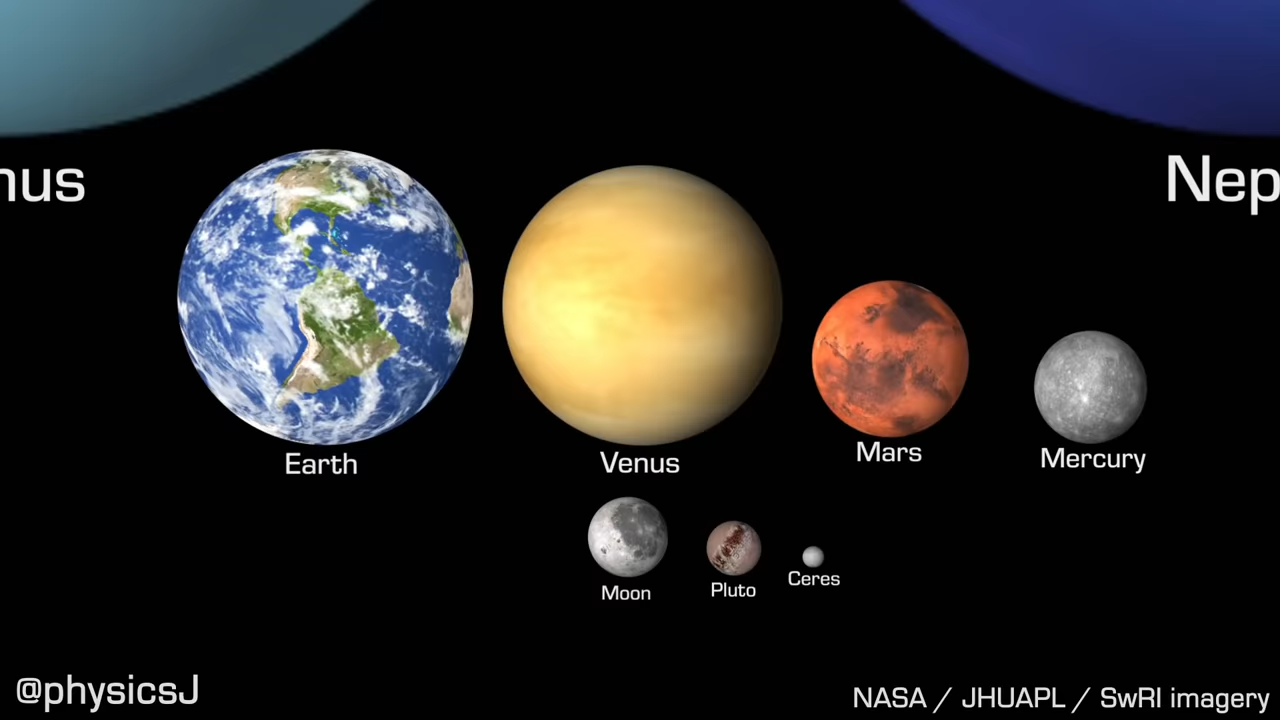 nus
Nep
Earth
Venus
Mars
Mercury
Moon
Pluto
Ceres
@physicsJ
NASA / JHUAPL / SwRI imagery